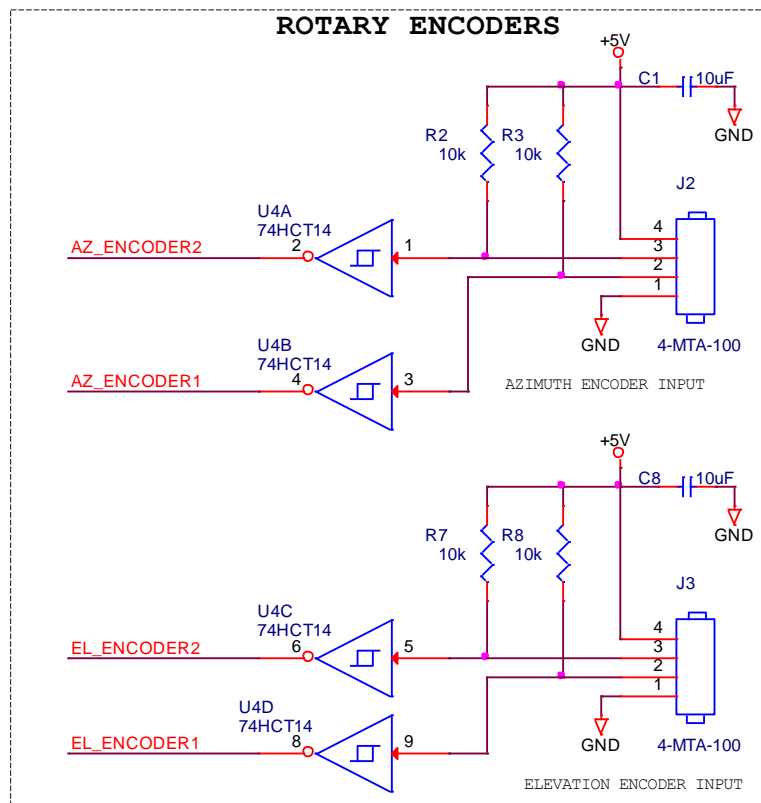 ROTARY ENCODERS
+5V
C1 10uF
GND
R2 10k
R3 10k
J2
U4A
74HCT14
AZ_ENCODER2
2
1
4
3
2
1
GND
4-MTA-100
U4B
74HCT14
AZ_ENCODER1
4
3
AZIMUTH ENCODER INPUT
+5V
C8 10uF
GND
R7 10k
R8 10k
J3
U4C
74HCT14
EL_ENCODER2
6
5
4
3
2
1
GND
4-MTA-100
U4D
74HCT14
EL_ENCODER1
8
9
ELEVATION ENCODER INPUT